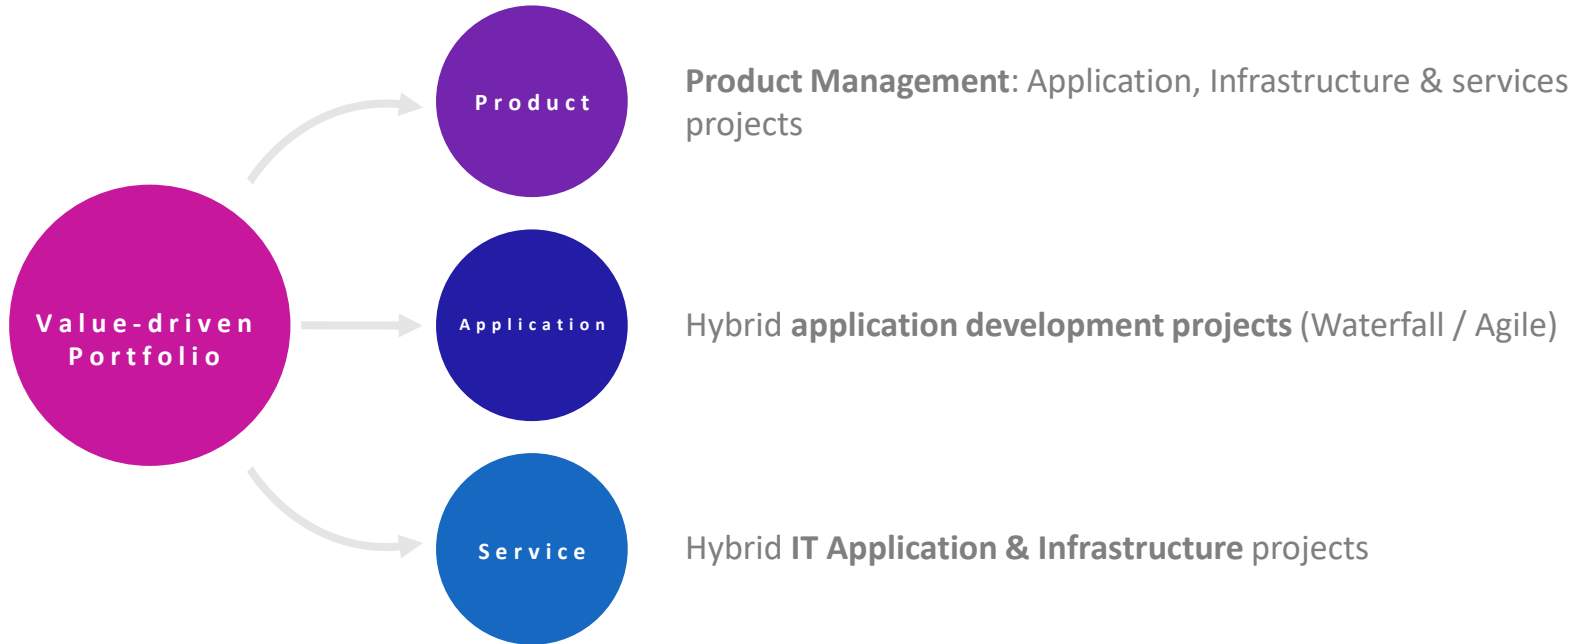 Product
Product Management: Application, Infrastructure & services
projects
Value-driven
Portfolio
Application
Hybrid application development projects (Waterfall / Agile)
Service
Hybrid IT Application & Infrastructure projects